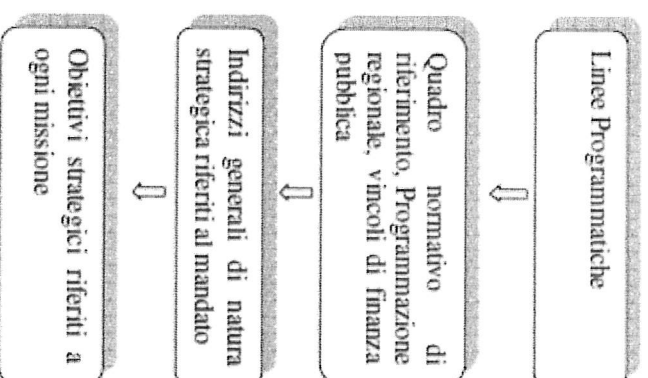 Linee Programmatiche
Quadro normativo di
riferimento, Programmazione
regionale, vincoli di finanza
pubblica
Indirizzi generali di natura
strategica riferiti al mandato
Obiettivi strategici riferiti a
ogni missione